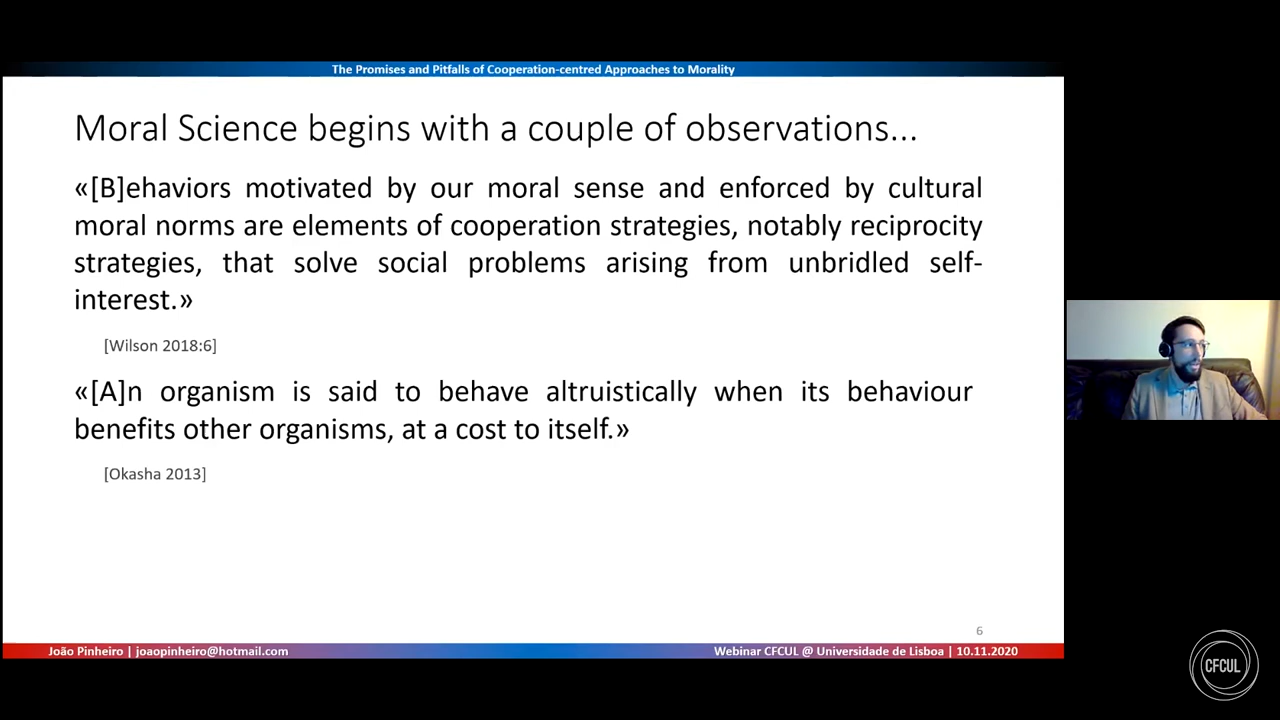 The Promises and Pitfalls of Cooperation-centred Approaches to Morality
Moral Science begins with a couple of observations...
«[B]ehaviors motivated by our moral sense and enforced by cultural
moral norms are elements of cooperation strategies, notably reciprocity
strategies, that solve social problems arising from unbridled self-
interest.»
[Wilson 2018:6]
«[A]n organism is said to behave altruistically when its behaviour
benefits other organisms, at a cost to itself.»
[Okasha 2013]
6
João Pinheiro | joaopinheiro@hotmail.com
Webinar CFCUL @ Universidade de Lisboa | 10.11.2020
CFCUL